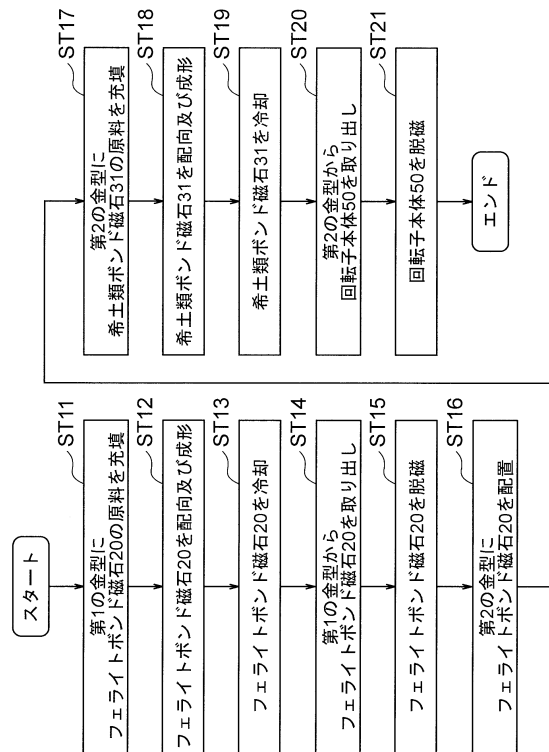 スタート
ST11
第1の金型に
フェライトボンド磁石20の原料を充填
ST12
フェライトボンド磁石20を配向及び成形
ST13
フェライトボンド磁石20を冷却
ST14
第1の金型から
フェライトボンド磁石20を取り出し
ST15
フェライトボンド磁石20を脱磁
ST16
第2の金型に
フェライトボンド磁石20を配置
ST17
第2の金型に
希土類ボンド磁石31の原料を充填
ST18
希土類ボンド磁石31を配向及び成形
ST19
希土類ボンド磁石31を冷却
ST20
第2の金型から
回転子本体50を取り出し
ST21
回転子本体50を脱磁
エンド